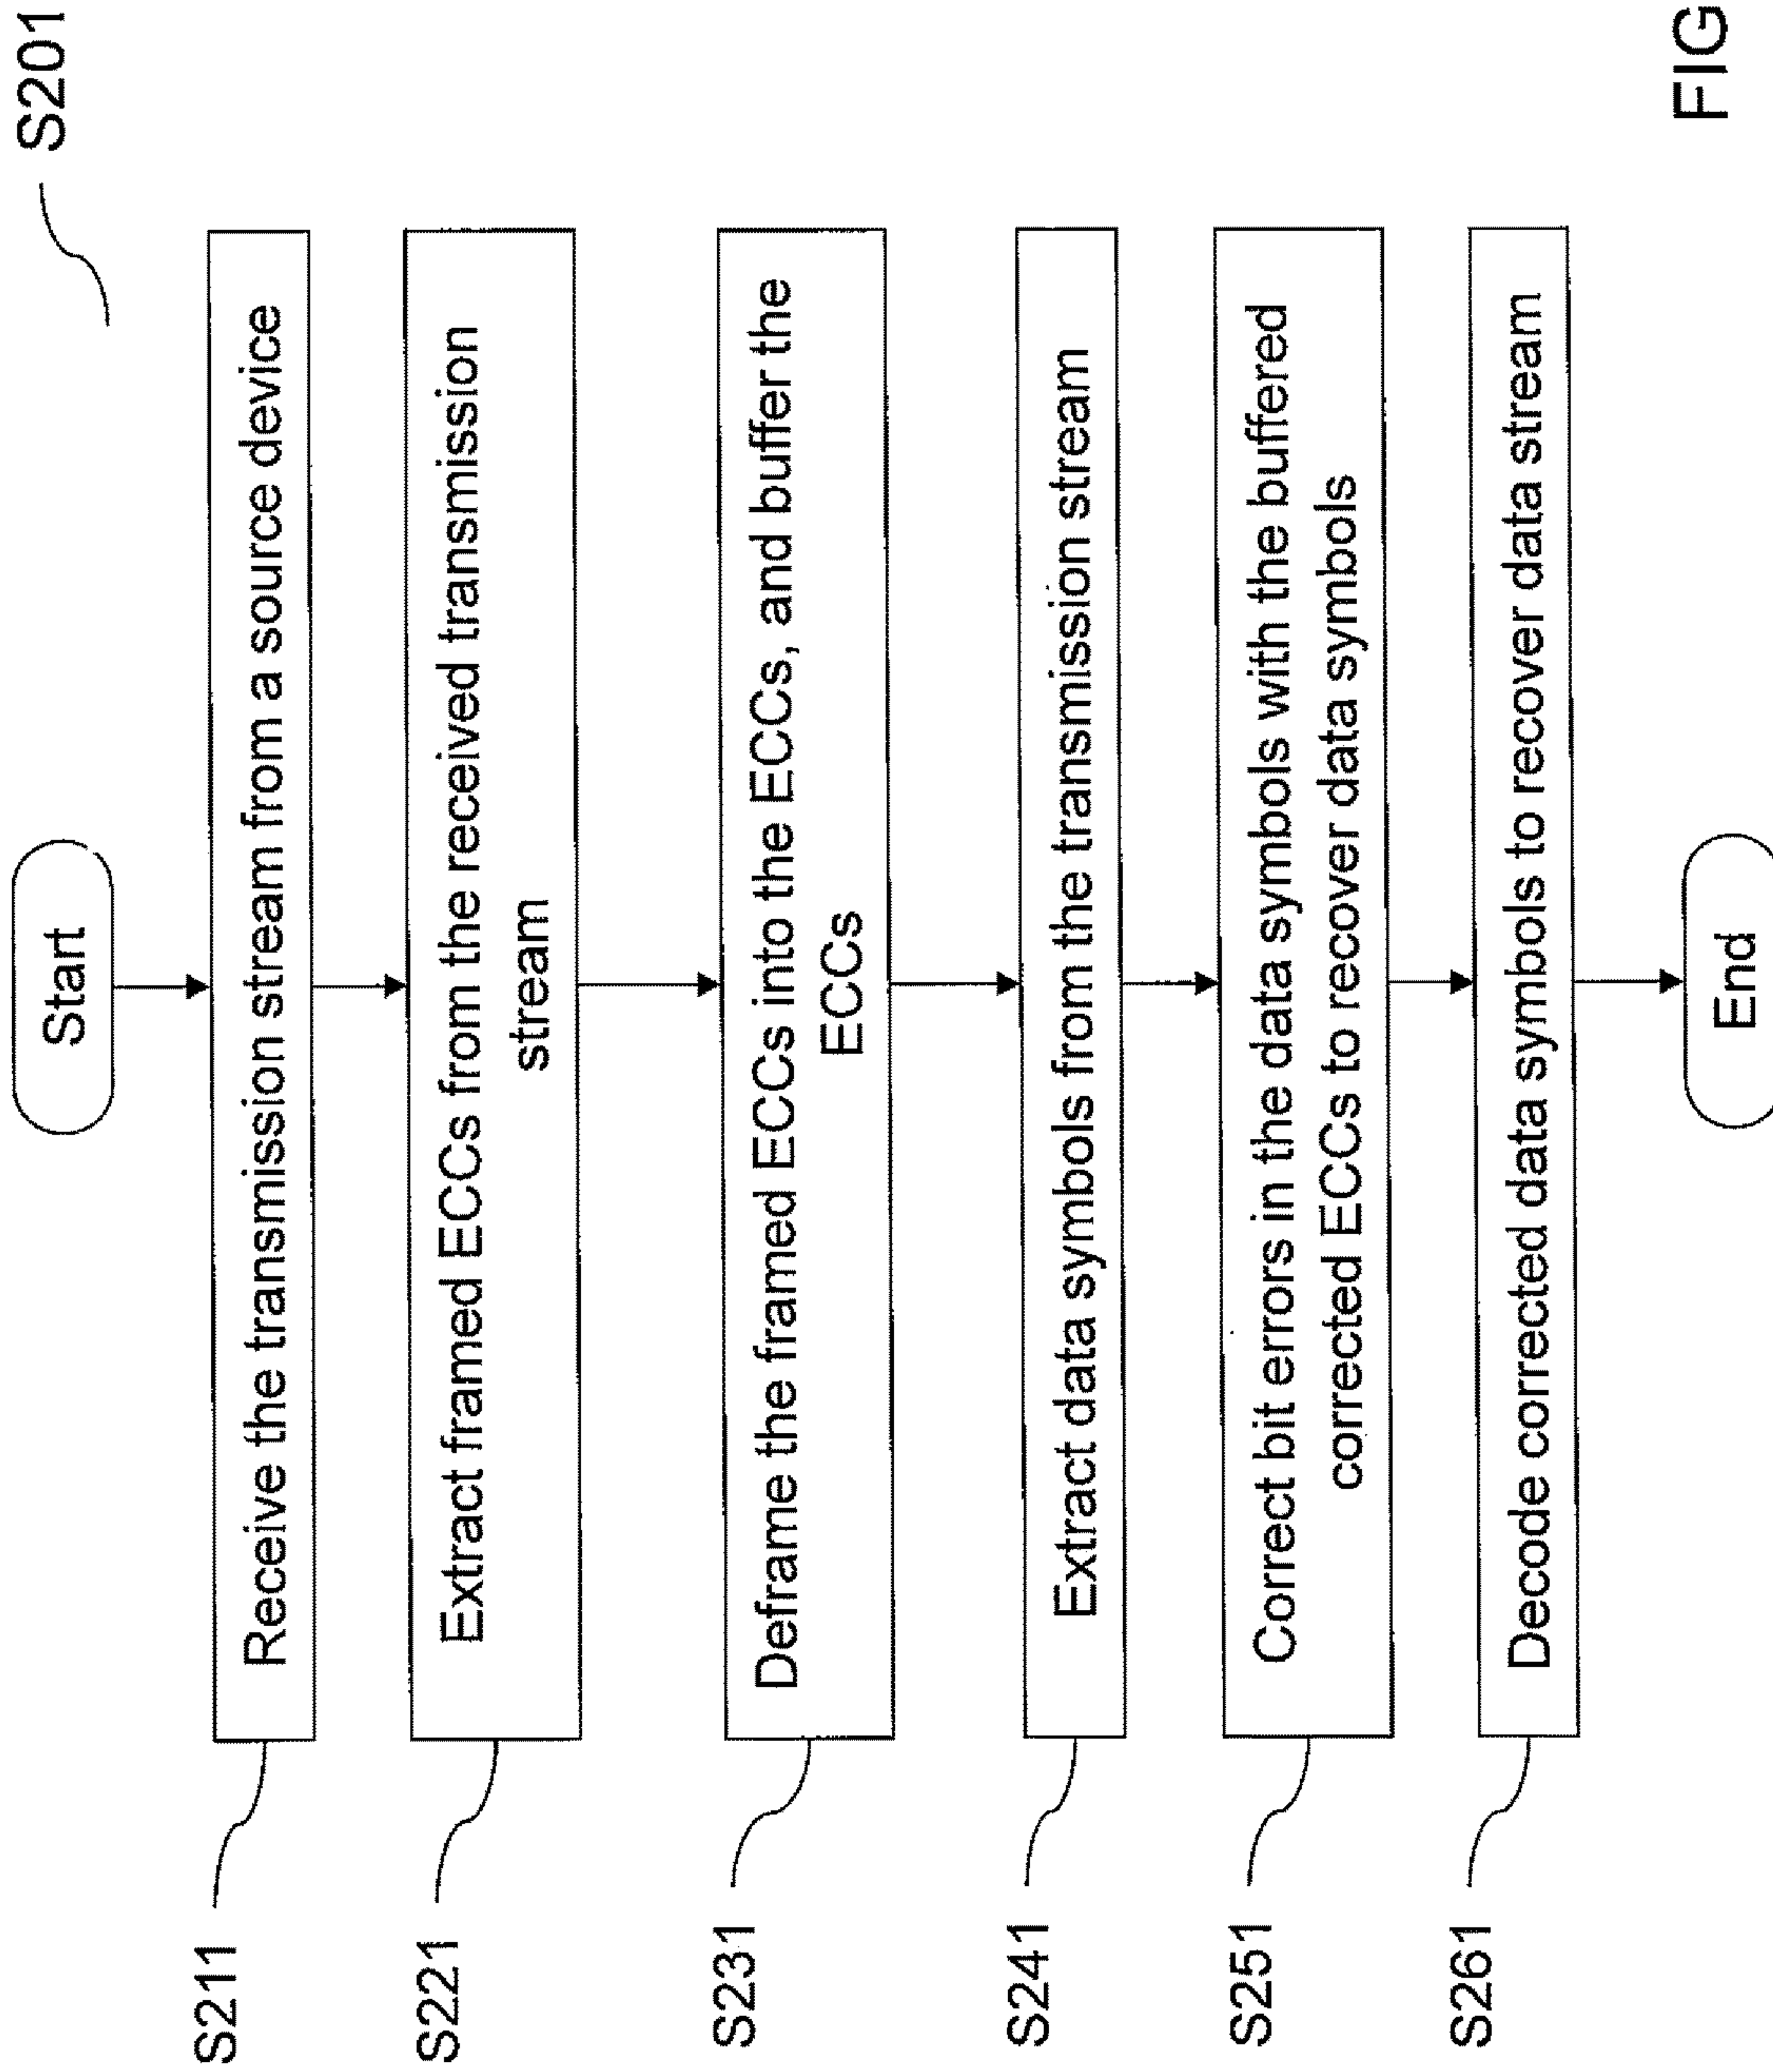 S201
Start
S211
Receive the transmission stream from a source device
S221
Extract framed ECCs from the received transmission
stream
S231
Deframe the framed ECCs into the ECCs, and buffer the
ECCs
S241
Extract data symbols from the transmission stream
S251
Correct bit errors in the data symbols with the buffered
corrected ECCs to recover data symbols
S261
Decode corrected data symbols to recover data stream
End
FIG